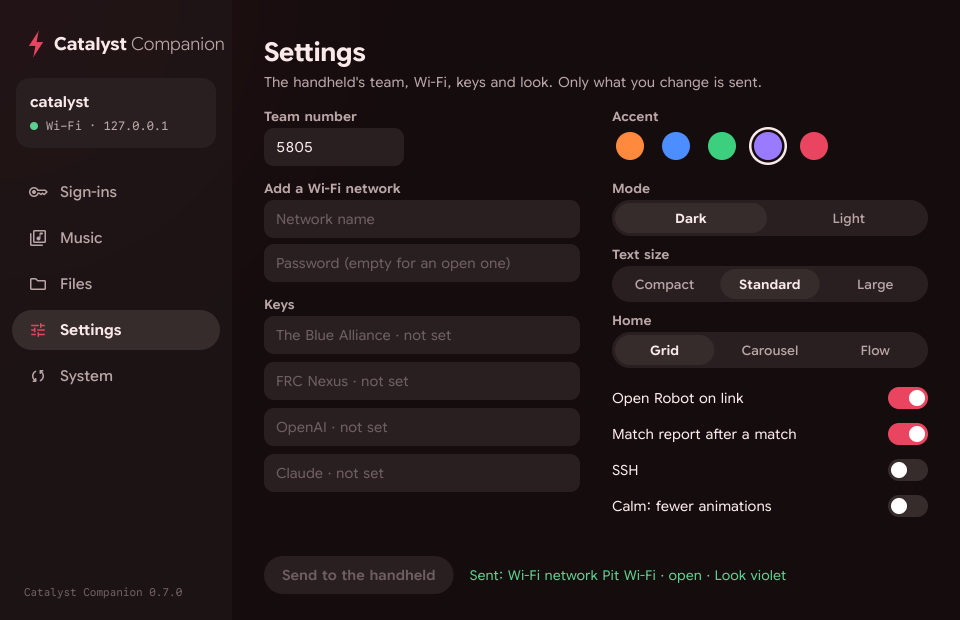 Catalyst Companion
catalyst
Wi-Fi · 127.0.0.1
Sign-ins
Music
Files
Settings
System
Catalyst Companion 0.7.0
Settings
The handheld's team, Wi-Fi, keys and look. Only what you change is sent.
Team number
5805
Add a Wi-Fi network
Network name
Password (empty for an open one)
Keys
The Blue Alliance · not set
FRC Nexus · not set
OpenAI · not set
Claude · not set
Accent
Mode
Dark Light
Text size
Compact Standard Large
Home
Grid Carousel Flow
Open Robot on link
Match report after a match
SSH
Calm: fewer animations
Send to the handheld
Sent: Wi-Fi network Pit Wi-Fi · open · Look violet